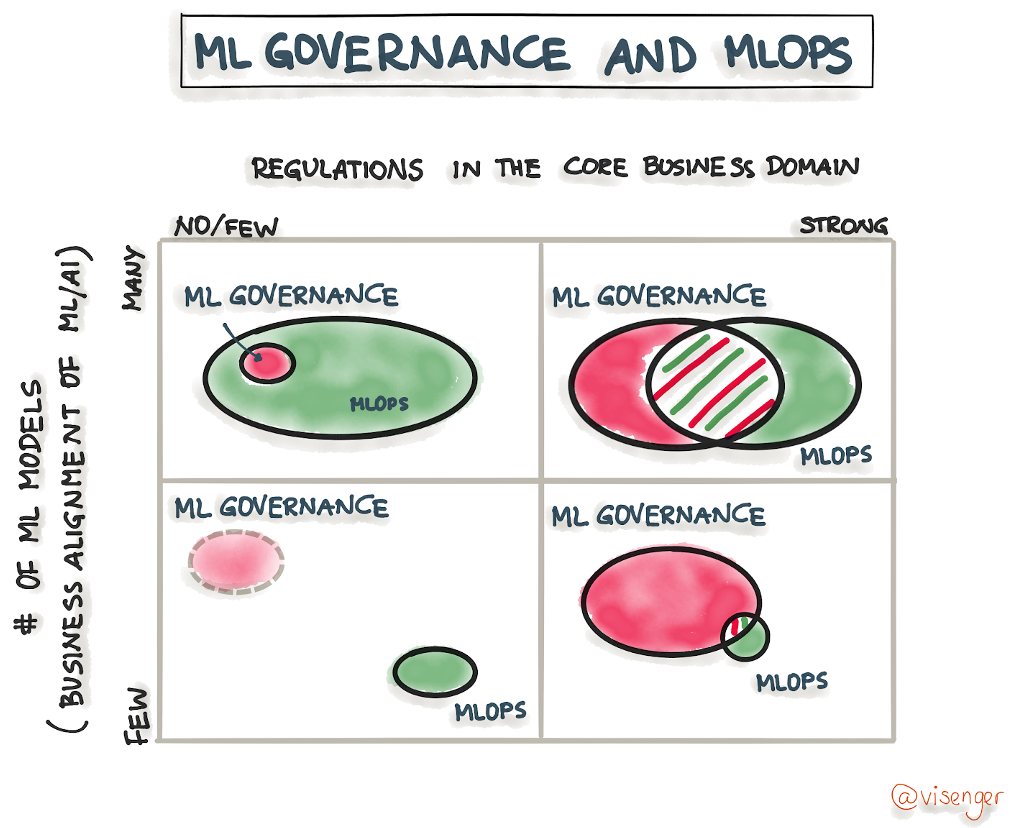 ML GOVERNANCE AND MLOPS
REGULATIONS IN THE CORE BUSINESS DOMAIN
NO/FEW
STRONG
# OF ML MODELS
(BUSINESS ALIGNMENT OF ML/AI)
MANY
FEW
ML GOVERNANCE
MLOPS
ML GOVERNANCE
MLOPS
ML GOVERNANCE
MLOPS
ML GOVERNANCE
MLOPS
@visenger